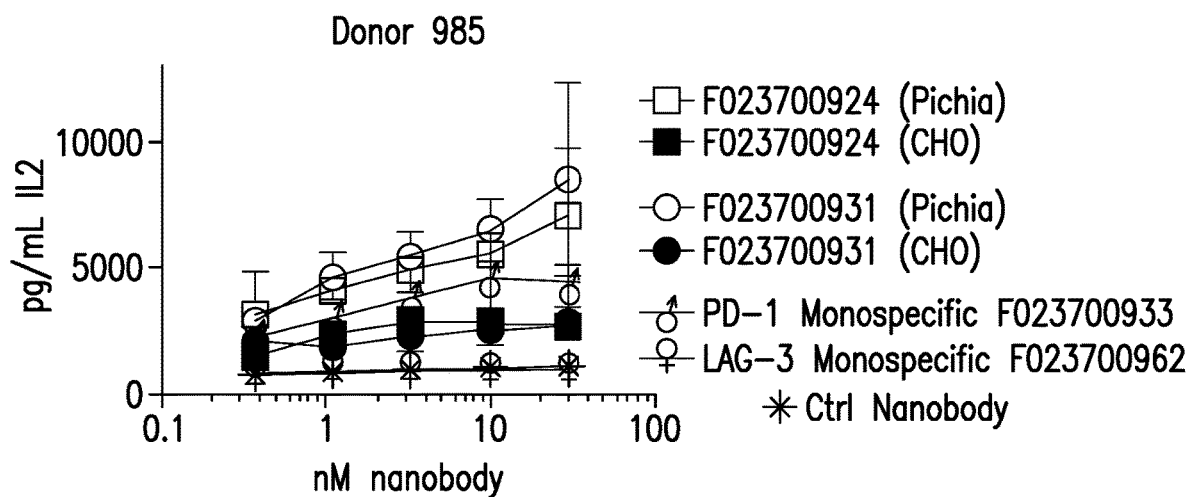 Donor 985
pg/mL IL2
10000
5000
0
0.1
1
10
100
nM nanobody
F023700924 (Pichia)
F023700924 (CHO)
F023700931 (Pichia)
F023700931 (CHO)
PD-1 Monospecific F023700933
LAG-3 Monospecific F023700962
Ctrl Nanobody